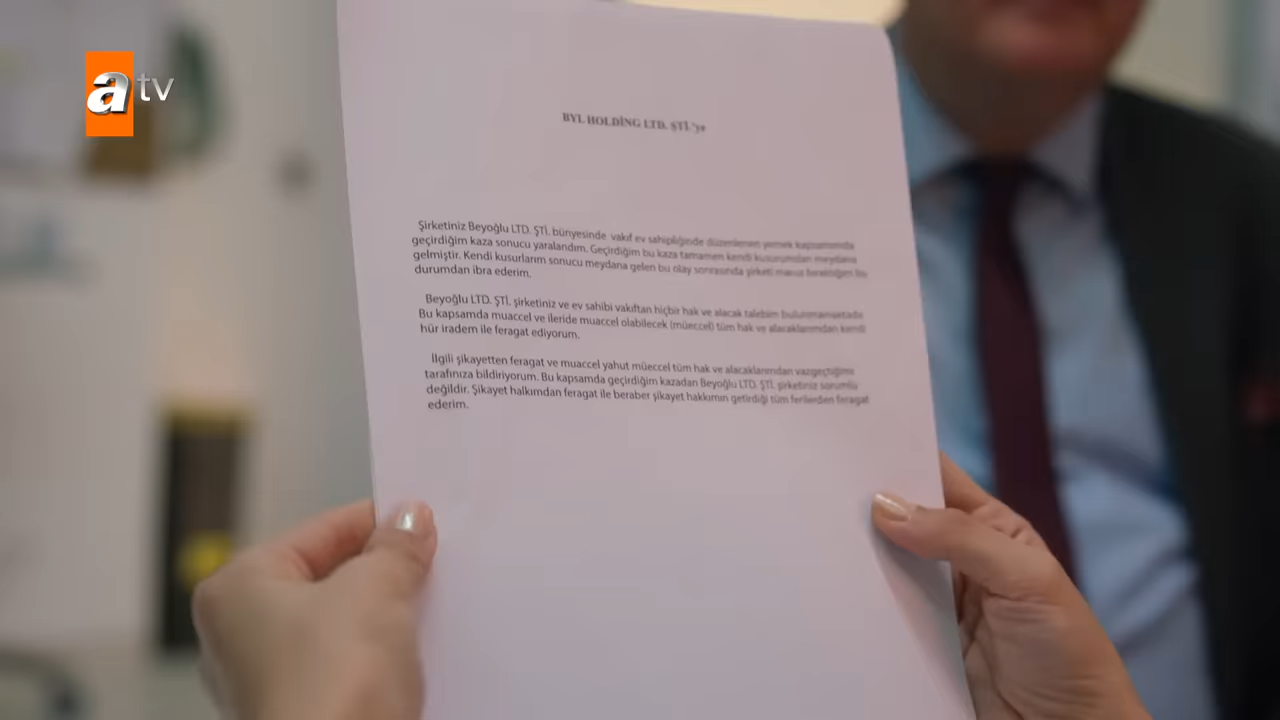 atv
BYL HOLDİNG LTD. ŞTİ.'ye
Şirketiniz Beyoğlu LTD. ŞTİ. bünyesinde vakıf ev sahipliğinde düzenlenen yemek kapsamında
geçirdiğim kaza sonucu yaralandım. Geçirdiğim bu kaza tamamen kendi kusurumdan meydana
gelmiştir. Kendi kusurlarım sonucu meydana gelen bu olay sonrasında şirketi maruz bıraktığım bu
durumdan ibra ederim.
Beyoğlu LTD. ŞTİ. şirketiniz ve ev sahibi vakıftan hiçbir hak ve alacak talebim bulunmamaktadır.
Bu kapsamda muaccel ve ileride muaccel olabilecek (müeccel) tüm hak ve alacaklarımdan kendi
hür iradem ile feragat ediyorum.
İlgili şikayetten feragat ve muaccel yahut müeccel tüm hak ve alacaklarımdan vazgeçtiğimi
tarafınıza bildiriyorum. Bu kapsamda geçirdiğim kazadan Beyoğlu LTD. ŞTİ. şirketiniz sorumlu
değildir. Şikayet halkımdan feragat ile beraber şikayet hakkımın getirdiği tüm ferilerden feragat
ederim.